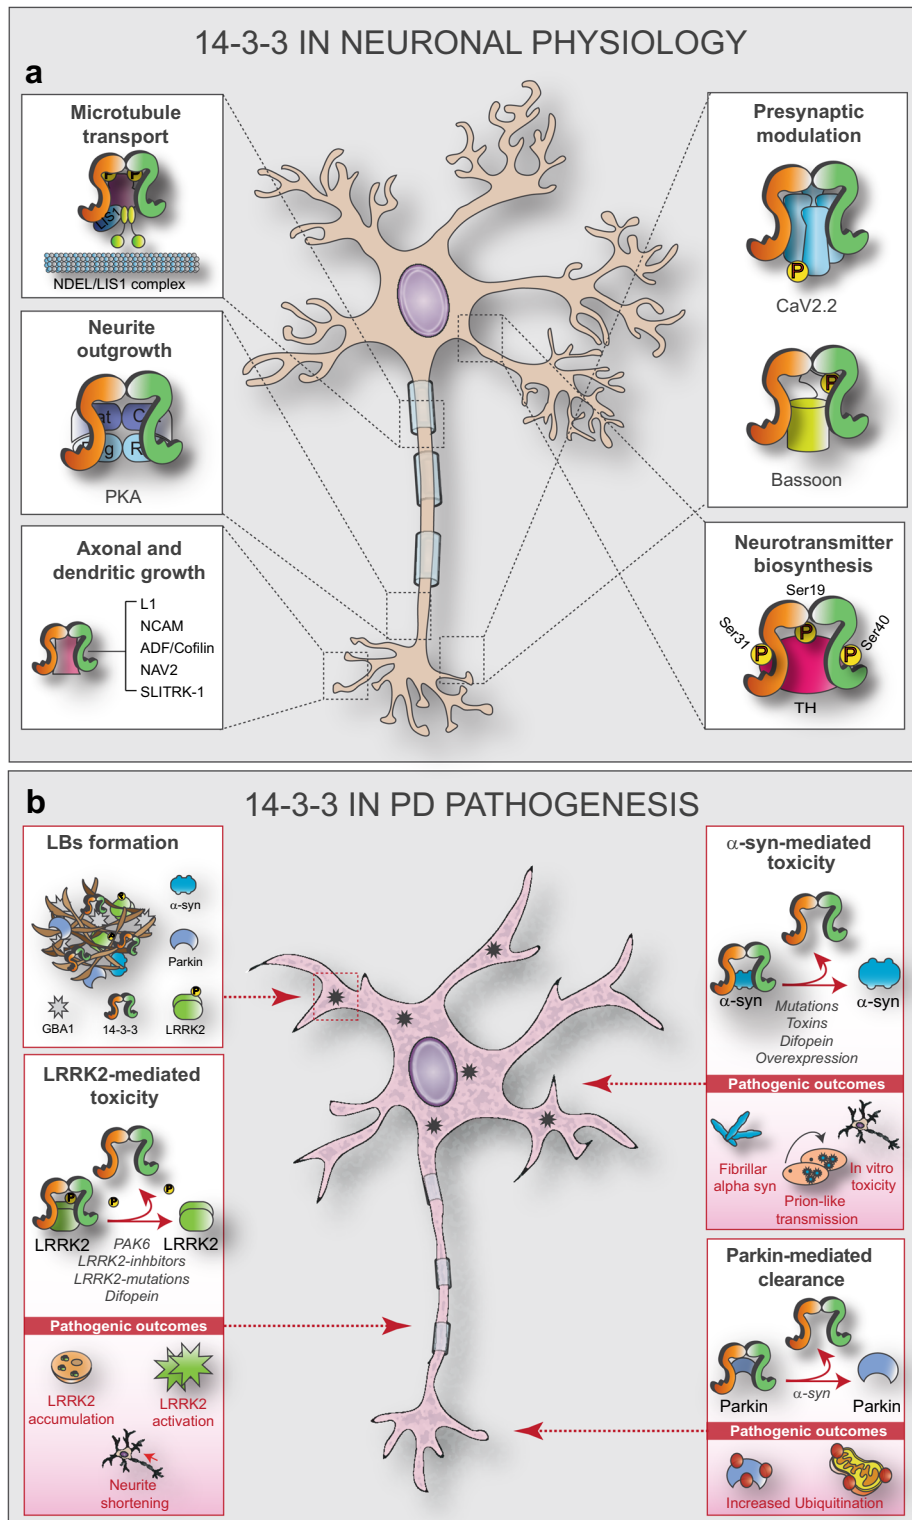 14-3-3 IN NEURONAL PHYSIOLOGY
a
Microtubule
transport
P
P
LIS1
NDEL/LIS1 complex
Neurite
outgrowth
PKA
Axonal and
dendritic growth
L1
NCAM
ADF/Cofilin
NAV2
SLITRK-1
Presynaptic
modulation
P
CaV2.2
P
Bassoon
Neurotransmitter
biosynthesis
Ser19
Ser31
Ser40
P
P
P
TH
b
14-3-3 IN PD PATHOGENESIS
LBs formation
α-syn
Parkin
P
GBA1
14-3-3
LRRK2
LRRK2-mediated
toxicity
P
P
P
LRRK2
LRRK2
PAK6
LRRK2-inhbitors
LRRK2-mutations
Difopein
Pathogenic outcomes
LRRK2
accumulation
LRRK2
activation
Neurite
shortening
α-syn-mediated
toxicity
α-syn
α-syn
Mutations
Toxins
Difopein
Overexpression
Pathogenic outcomes
Fibrillar
alpha syn
In vitro
toxicity
Prion-like
transmission
Parkin-mediated
clearance
α-syn
Parkin
Parkin
Pathogenic outcomes
Increased Ubiquitination